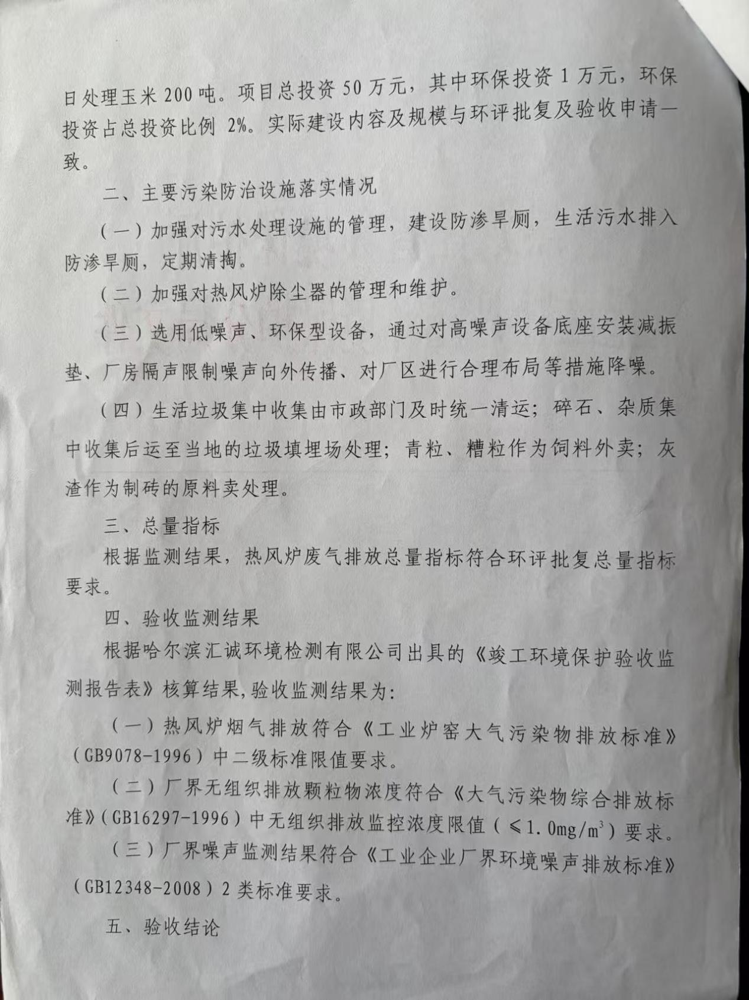 日处理玉米 200 吨。项目总投资 50 万元，其中环保投资 1 万元，环保
投资占总投资比例 2%。实际建设内容及规模与环评批复及验收申请一
致。
二、主要污染防治设施落实情况
（一）加强对污水处理设施的管理，建设防渗旱厕，生活污水排入
防渗旱厕，定期清掏。
（二）加强对热风炉除尘器的管理和维护。
（三）选用低噪声、环保型设备，通过对高噪声设备底座安装减振
垫、厂房隔声限制噪声向外传播、对厂区进行合理布局等措施降噪。
（四）生活垃圾集中收集由市政部门及时统一清运；碎石、杂质集
中收集后运至当地的垃圾填埋场处理；青粒、糟粒作为饲料外卖；灰
渣作为制砖的原料卖处理。
三、总量指标
根据监测结果，热风炉废气排放总量指标符合环评批复总量指标
要求。
四、验收监测结果
根据哈尔滨汇诚环境检测有限公司出具的《竣工环境保护验收监
测报告表》核算结果,验收监测结果为：
（一）热风炉烟气排放符合《工业炉窑大气污染物排放标准》
（GB9078-1996）中二级标准限值要求。
（二）厂界无组织排放颗粒物浓度符合《大气污染物综合排放标
准》（GB16297-1996）中无组织排放监控浓度限值（≤1.0mg/m³）要求。
（三）厂界噪声监测结果符合《工业企业厂界环境噪声排放标准》
（GB12348-2008）2 类标准要求。
五、验收结论